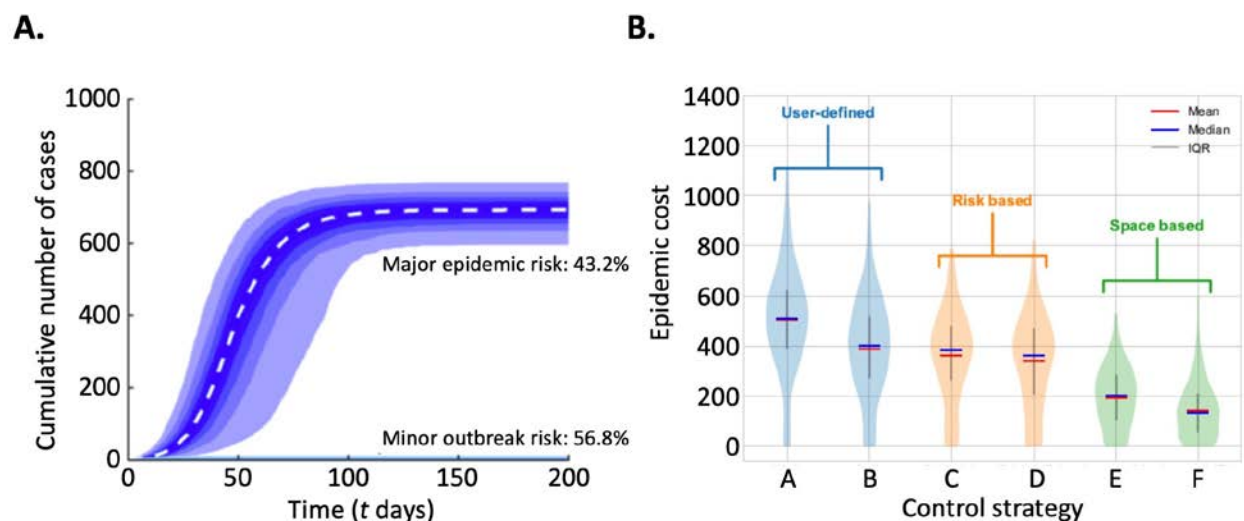 A.
1000
800
600
400
200
0
Cumulative number of cases
Major epidemic risk: 43.2%
Minor outbreak risk: 56.8%
0 50 100 150 200
Time (t days)
B.
1400
1200
1000
800
600
400
200
0
Epidemic cost
User-defined
Risk based
Space based
Mean
Median
IQR
A B C D E F
Control strategy